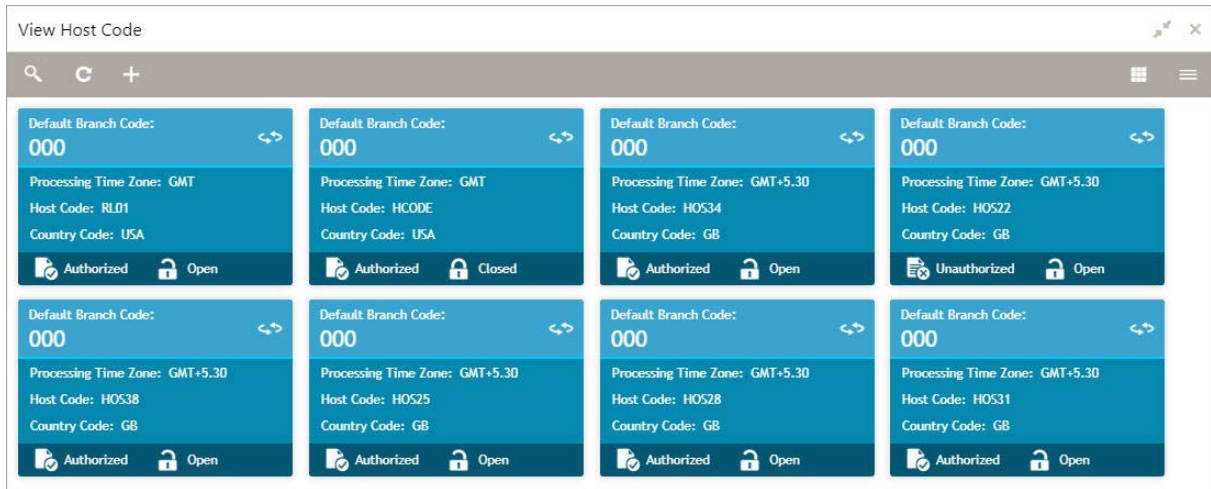 View Host Code
Default Branch Code:
000
Processing Time Zone: GMT
Host Code: RL01
Country Code: USA
Authorized Open
Default Branch Code:
000
Processing Time Zone: GMT
Host Code: HCODE
Country Code: USA
Authorized Closed
Default Branch Code:
000
Processing Time Zone: GMT+5.30
Host Code: HOS34
Country Code: GB
Authorized Open
Default Branch Code:
000
Processing Time Zone: GMT+5.30
Host Code: HOS22
Country Code: GB
Unauthorized Open
Default Branch Code:
000
Processing Time Zone: GMT+5.30
Host Code: HOS38
Country Code: GB
Authorized Open
Default Branch Code:
000
Processing Time Zone: GMT+5.30
Host Code: HOS25
Country Code: GB
Authorized Open
Default Branch Code:
000
Processing Time Zone: GMT+5.30
Host Code: HOS28
Country Code: GB
Authorized Open
Default Branch Code:
000
Processing Time Zone: GMT+5.30
Host Code: HOS31
Country Code: GB
Authorized Open